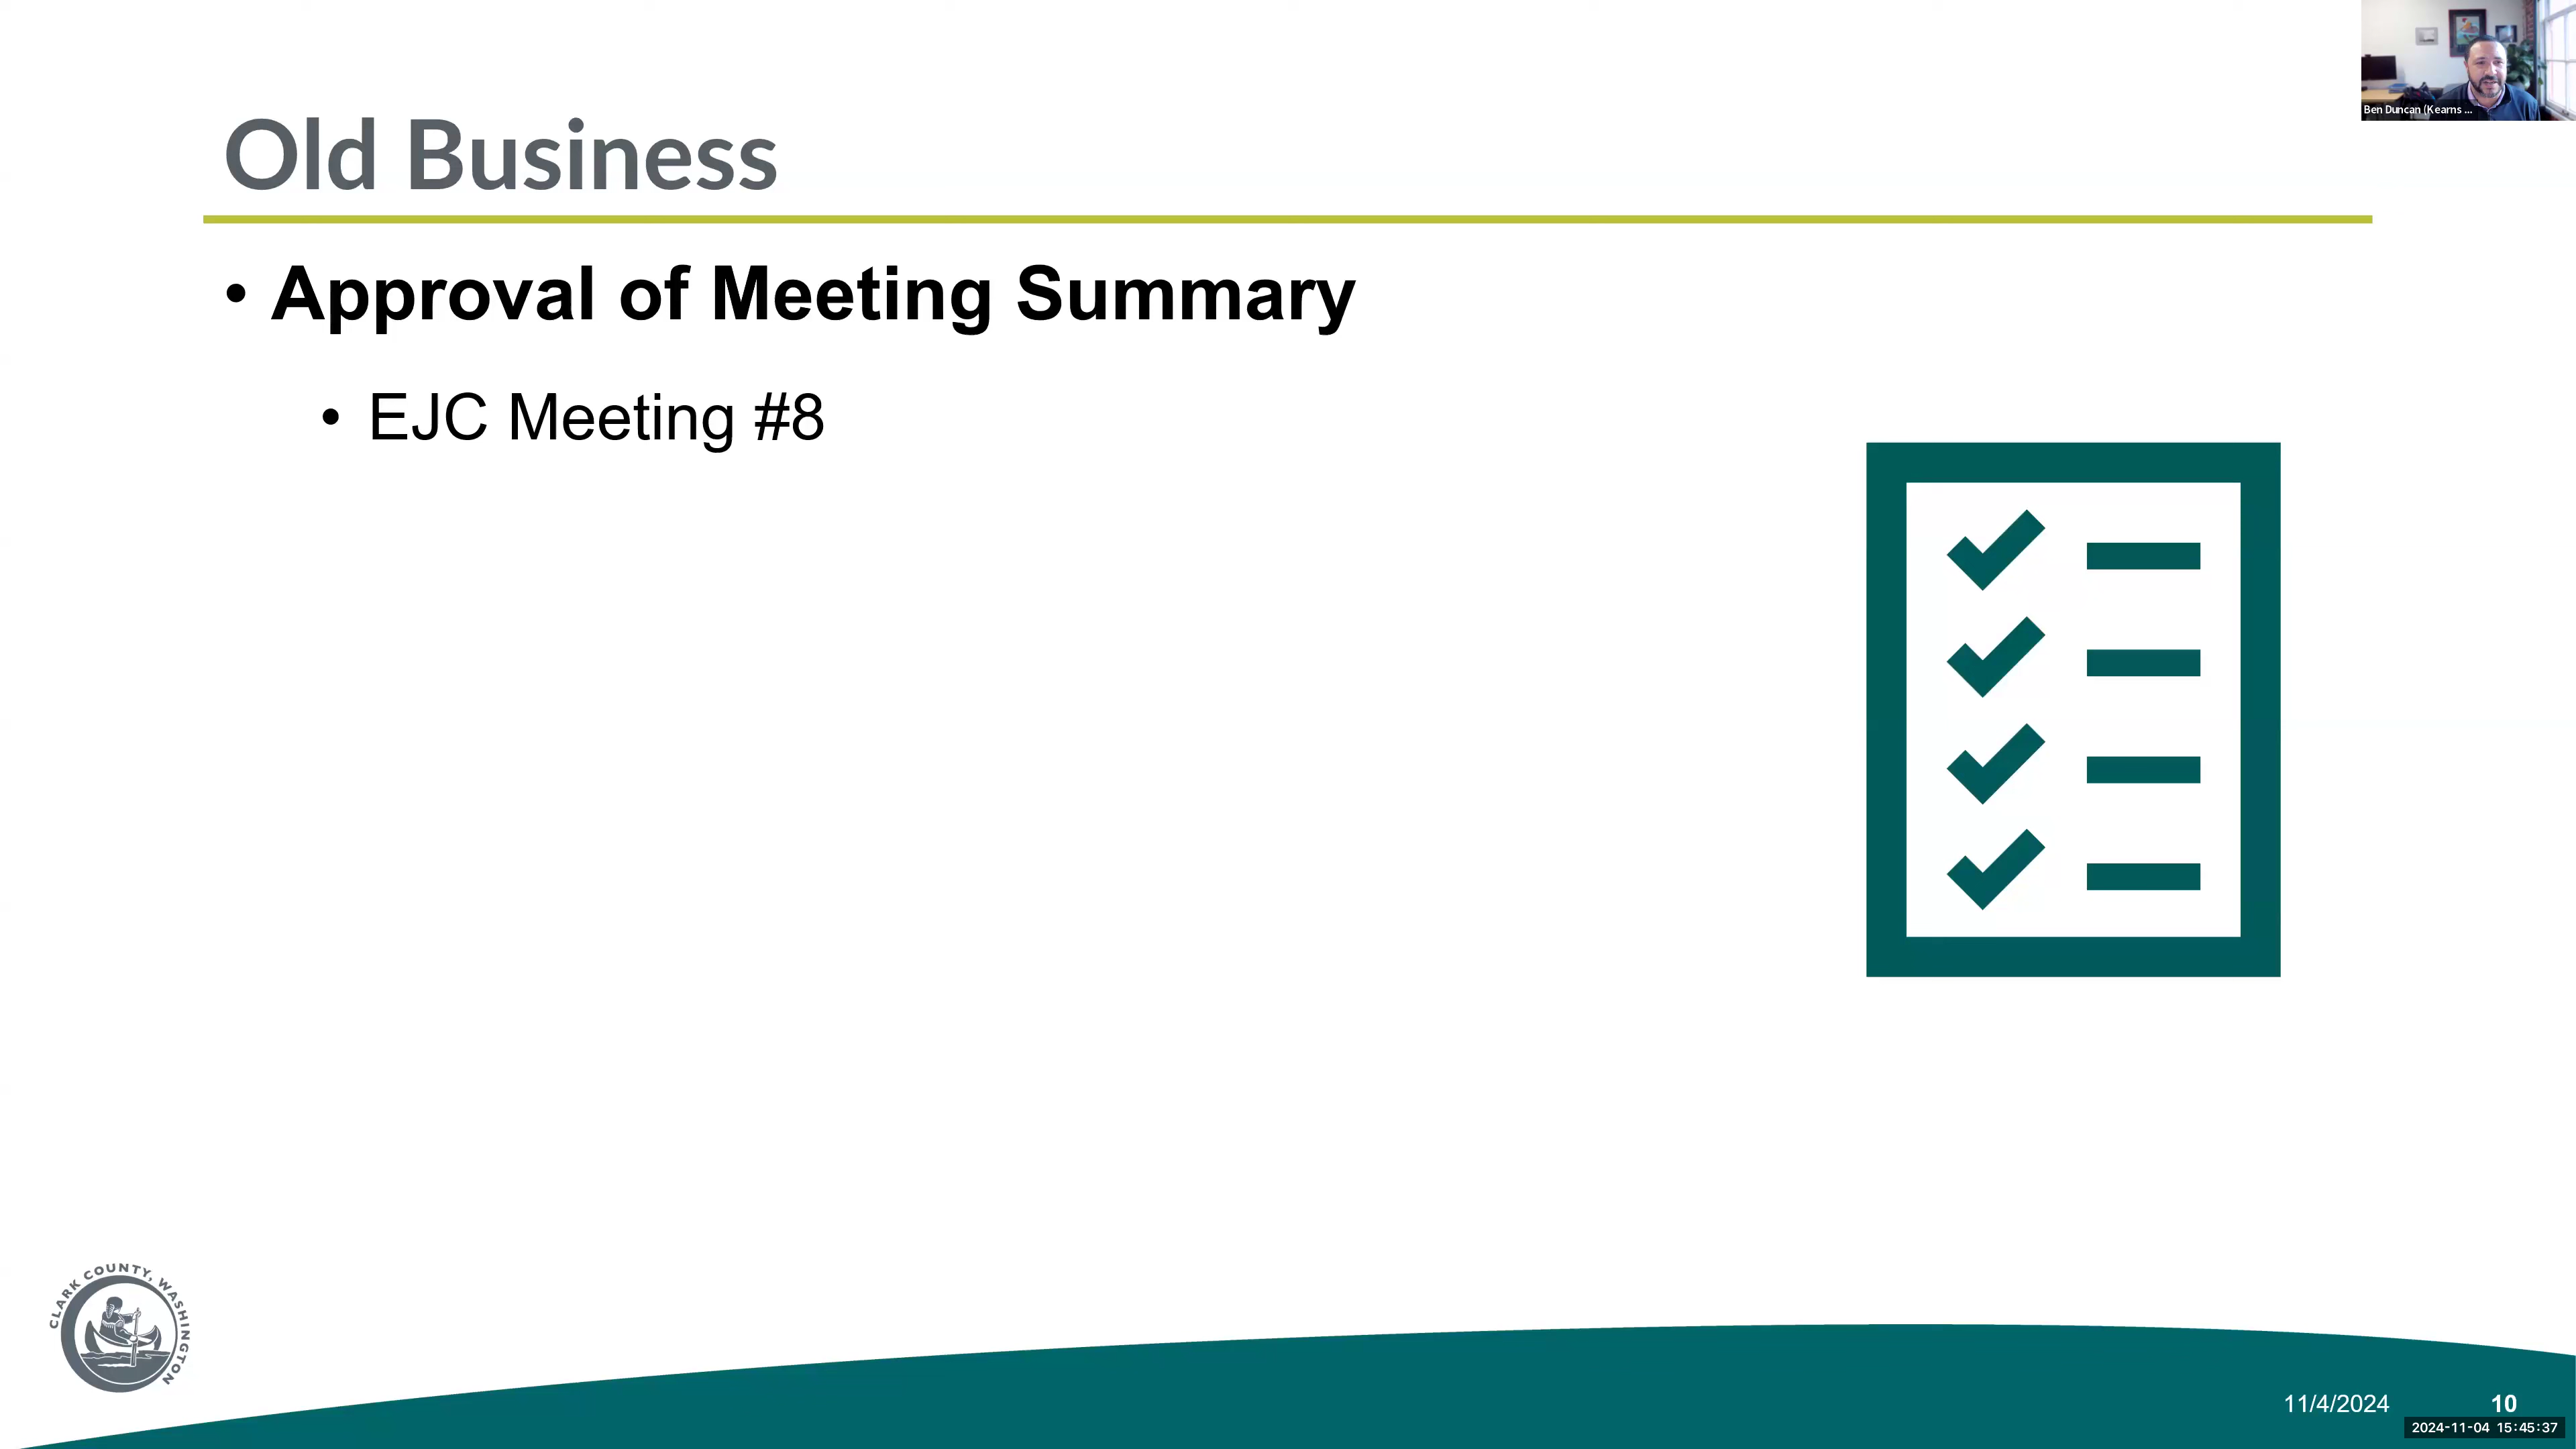 Ben Duncan (Kearns ...
Old Business
• Approval of Meeting Summary
• EJC Meeting #8
CLARK COUNTY, WASHINGTON
11/4/2024
10
2024-11-04 15:45:37